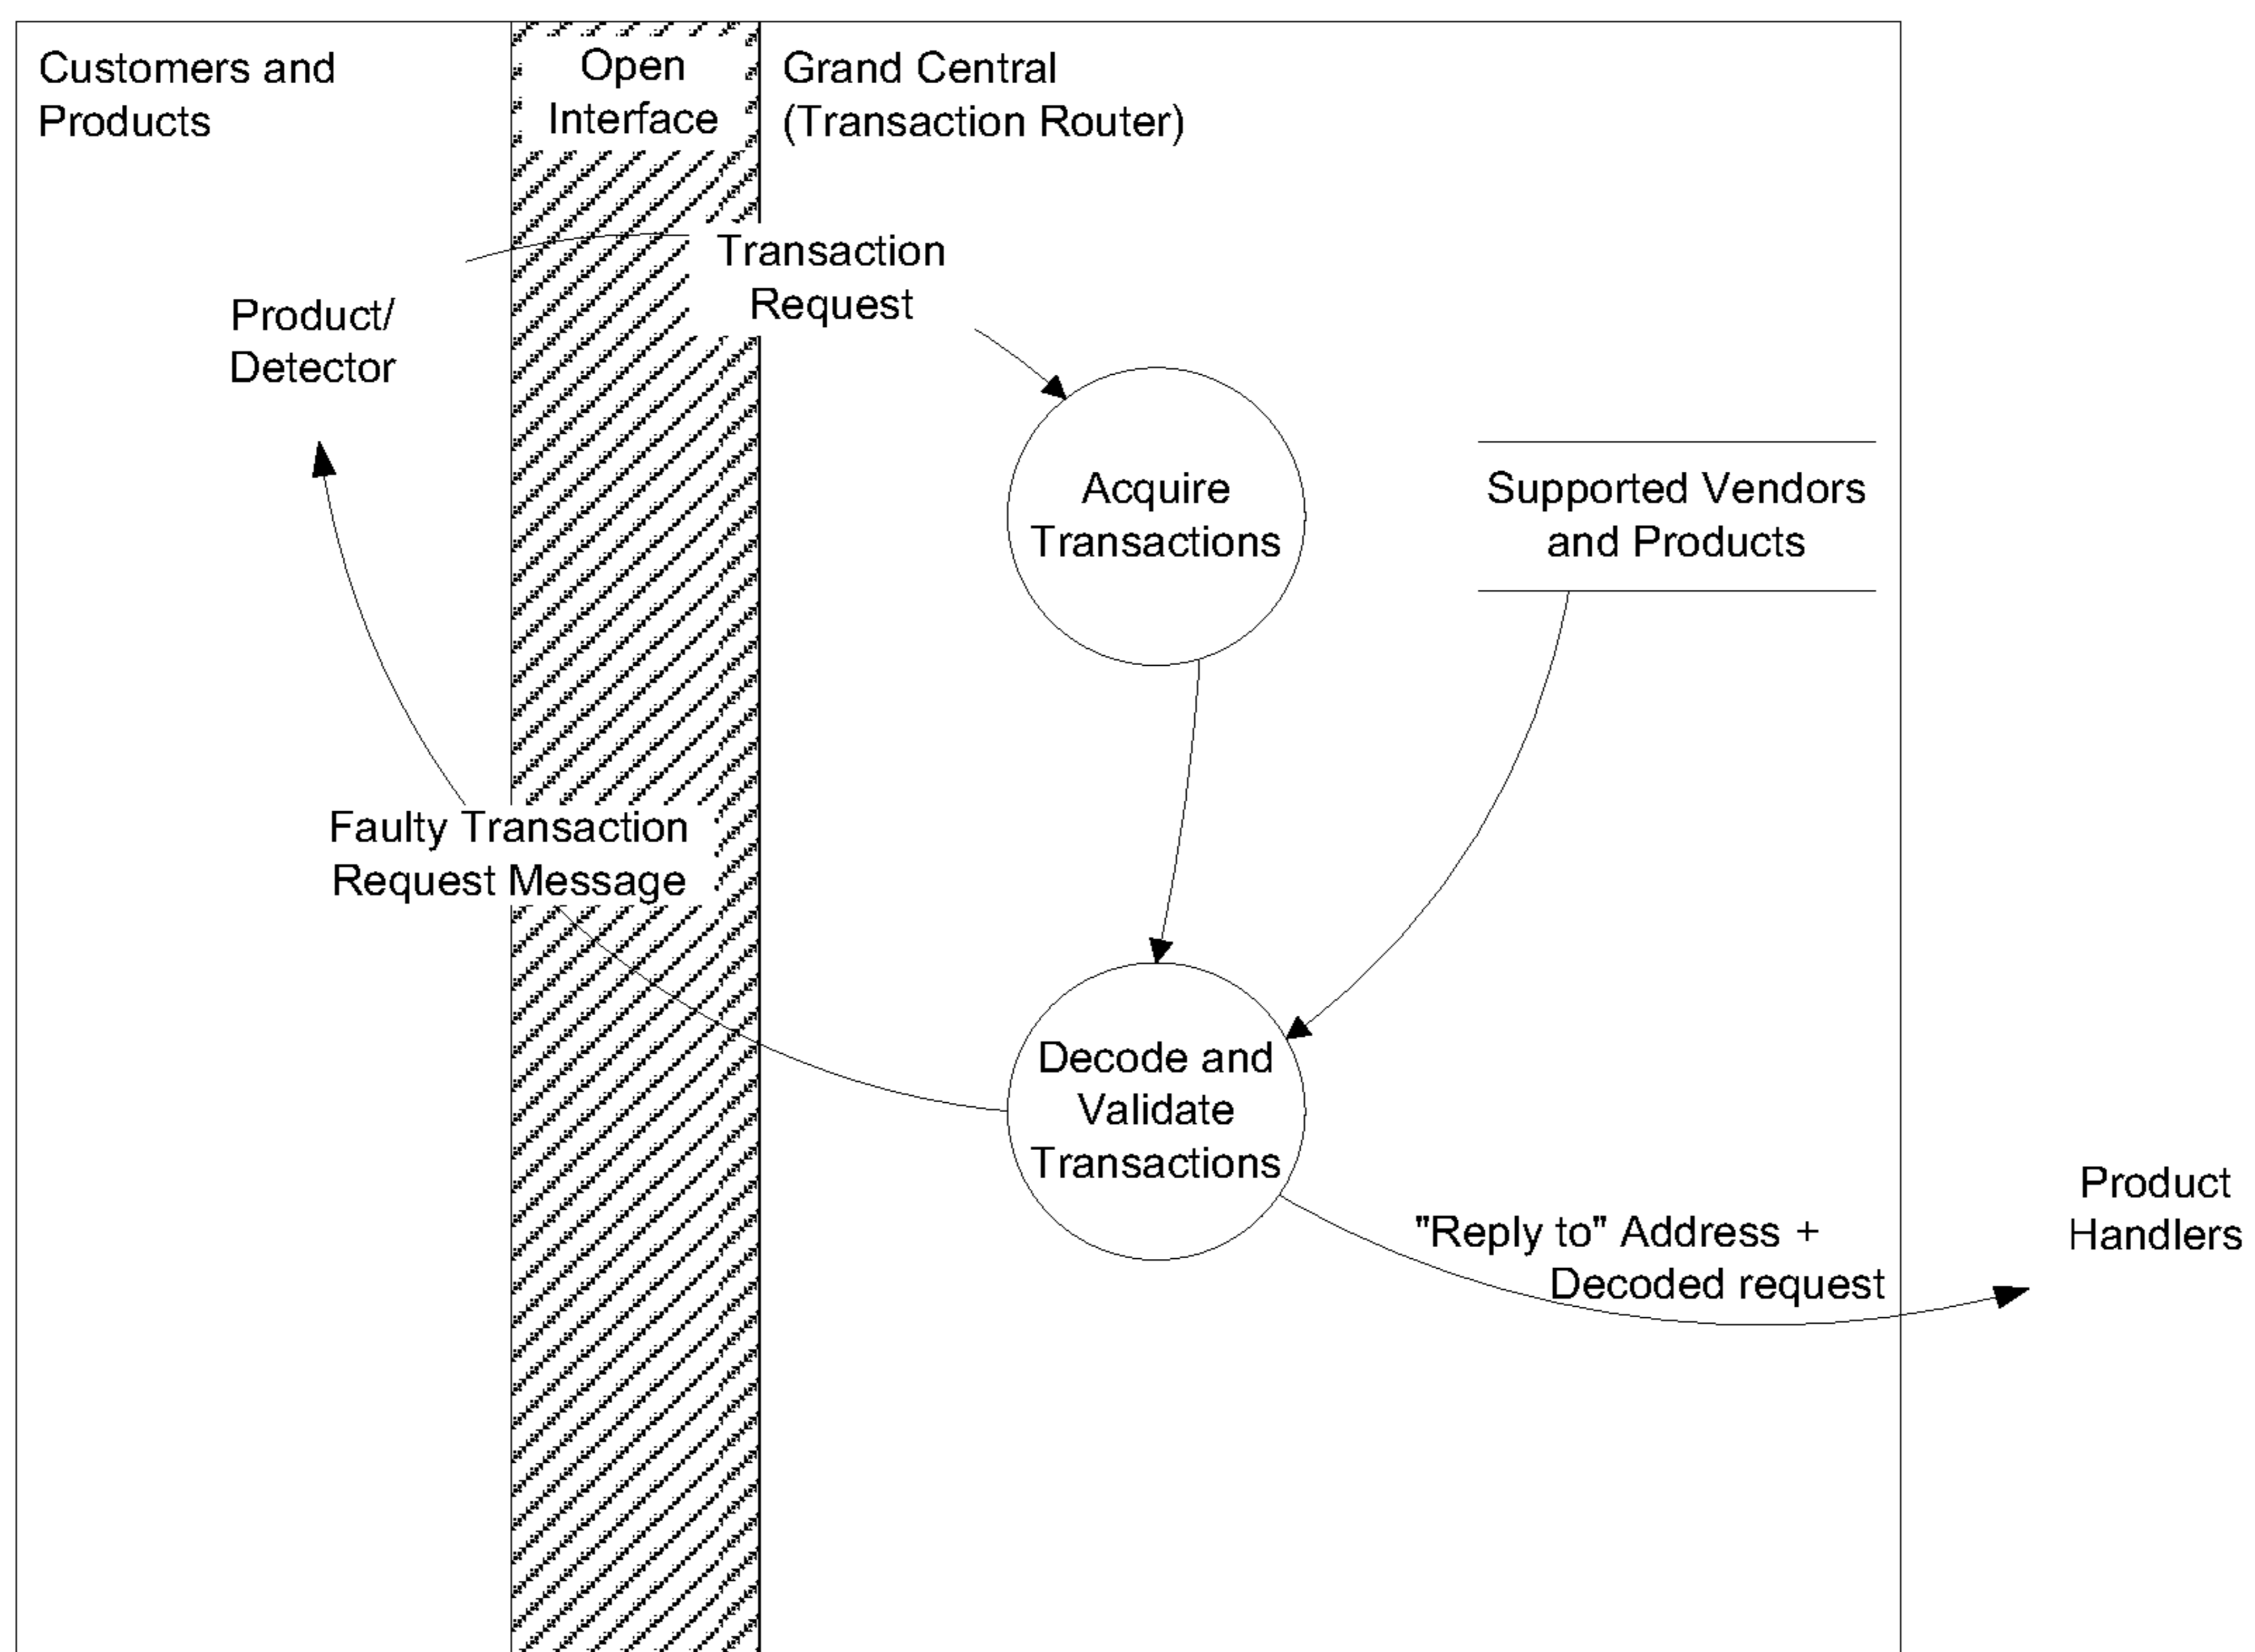 Customers and
Products
Open
Interface
Grand Central
(Transaction Router)
Transaction
Request
Product/
Detector
Acquire
Transactions
Supported Vendors
and Products
Faulty Transaction
Request Message
Decode and
Validate
Transactions
"Reply to" Address +
Decoded request
Product
Handlers